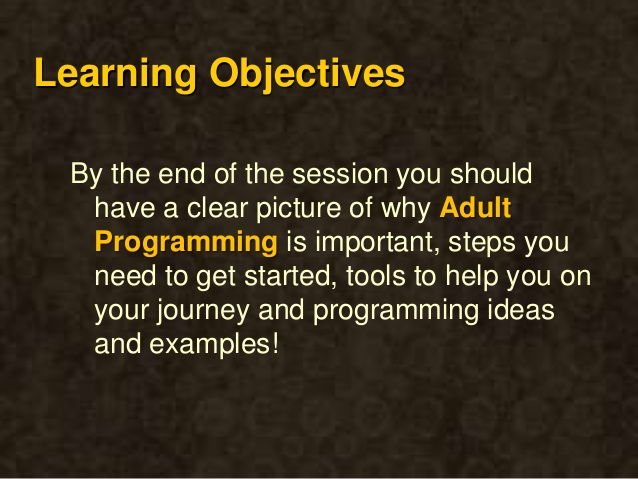 Learning Objectives
By the end of the session you should
have a clear picture of why Adult
Programming is important, steps you
need to get started, tools to help you on
your journey and programming ideas
and examples!